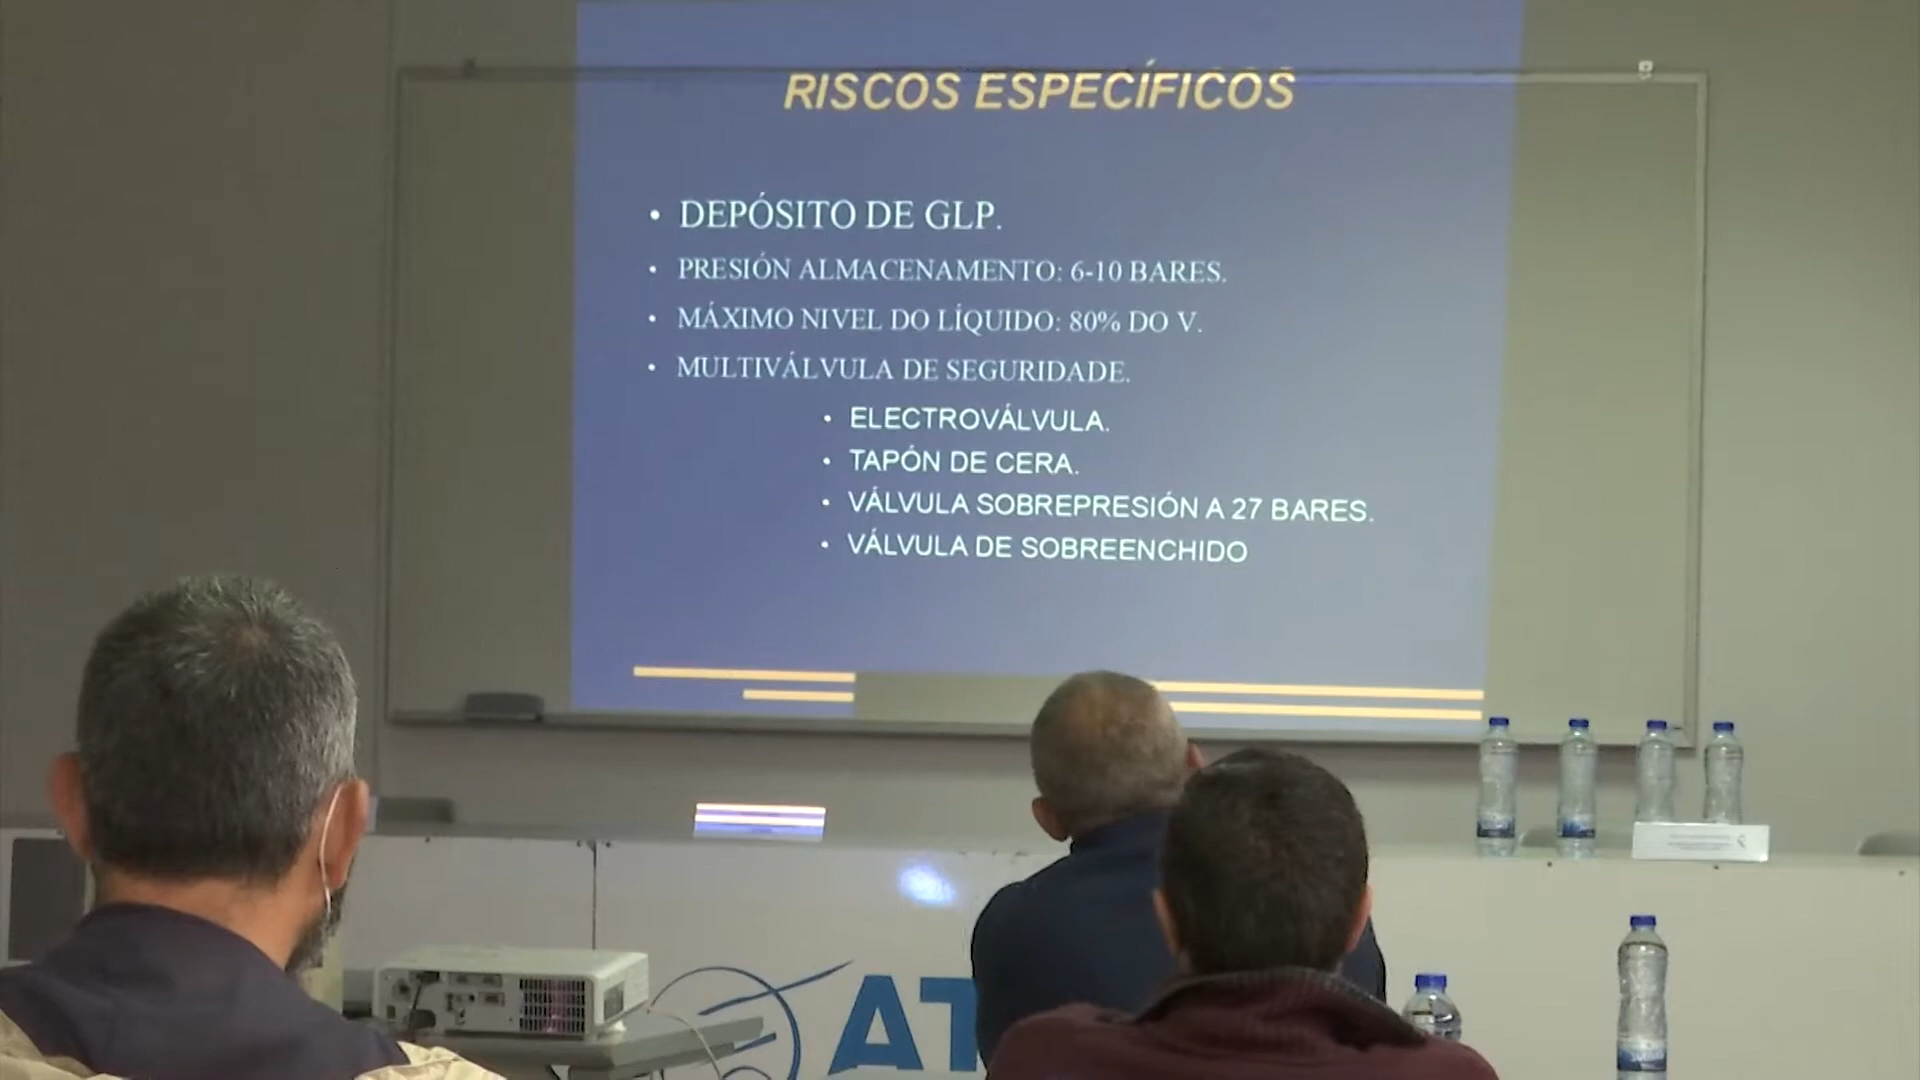 RISCOS ESPECÍFICOS
• DEPÓSITO DE GLP.
• PRESIÓN ALMACENAMENTO: 6-10 BARES.
• MÁXIMO NIVEL DO LÍQUIDO: 80% DO V.
• MULTIVÁLVULA DE SEGURIDADE.
• ELECTROVÁLVULA.
• TAPÓN DE CERA.
• VÁLVULA SOBREPRESIÓN A 27 BARES.
• VÁLVULA DE SOBREENCHIDO
AT